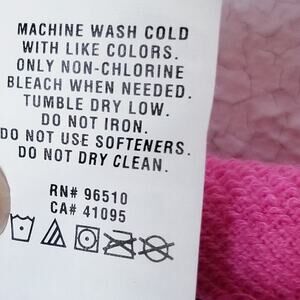 MACHINE WASH COLD
WITH LIKE COLORS.
ONLY NON-CHLORINE
BLEACH WHEN NEEDED.
TUMBLE DRY LOW.
DO NOT IRON.
DO NOT USE SOFTENERS.
DO NOT DRY CLEAN.
RN# 96510
CA# 41095